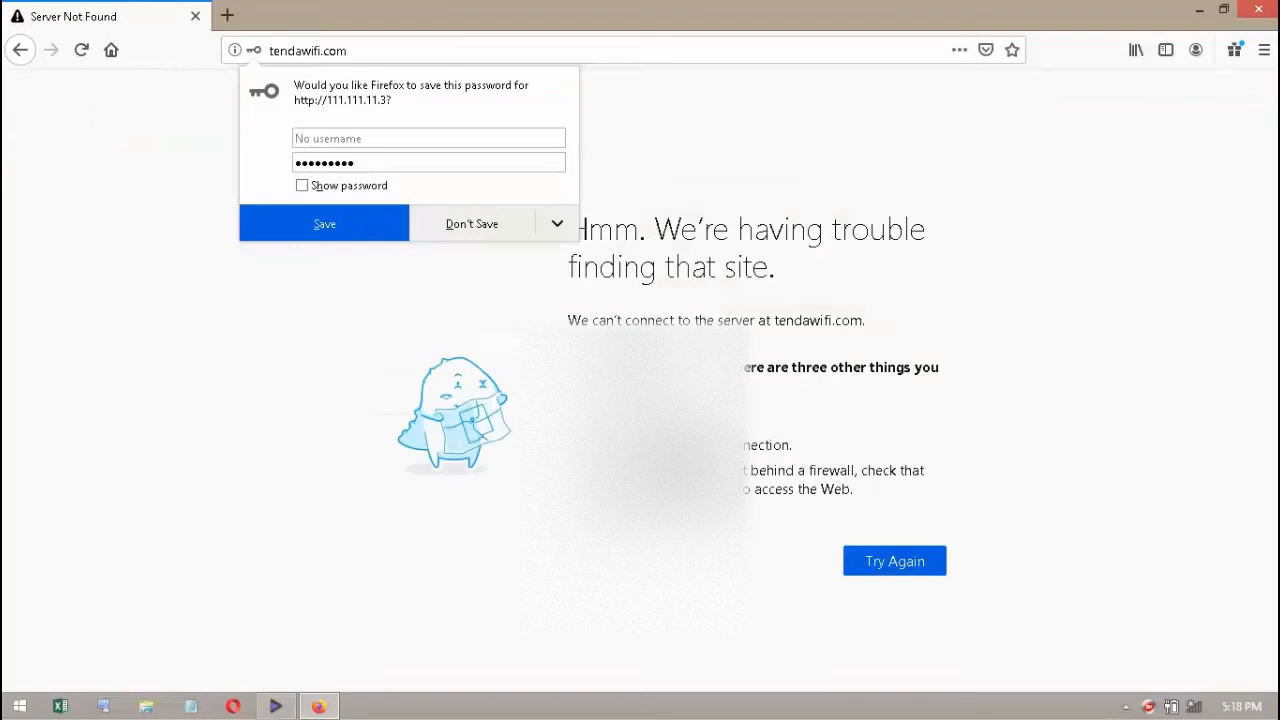 Server Not Found
tendawifi.com
Would you like Firefox to save this password for
http://111.111.11.3?
No username
•••••••••
Show password
Save
Don't Save
Hmm. We're having trouble
finding that site.
We can't connect to the server at tendawifi.com.
ere are three other things you
nection.
t behind a firewall, check that
o access the Web.
Try Again
5:18 PM